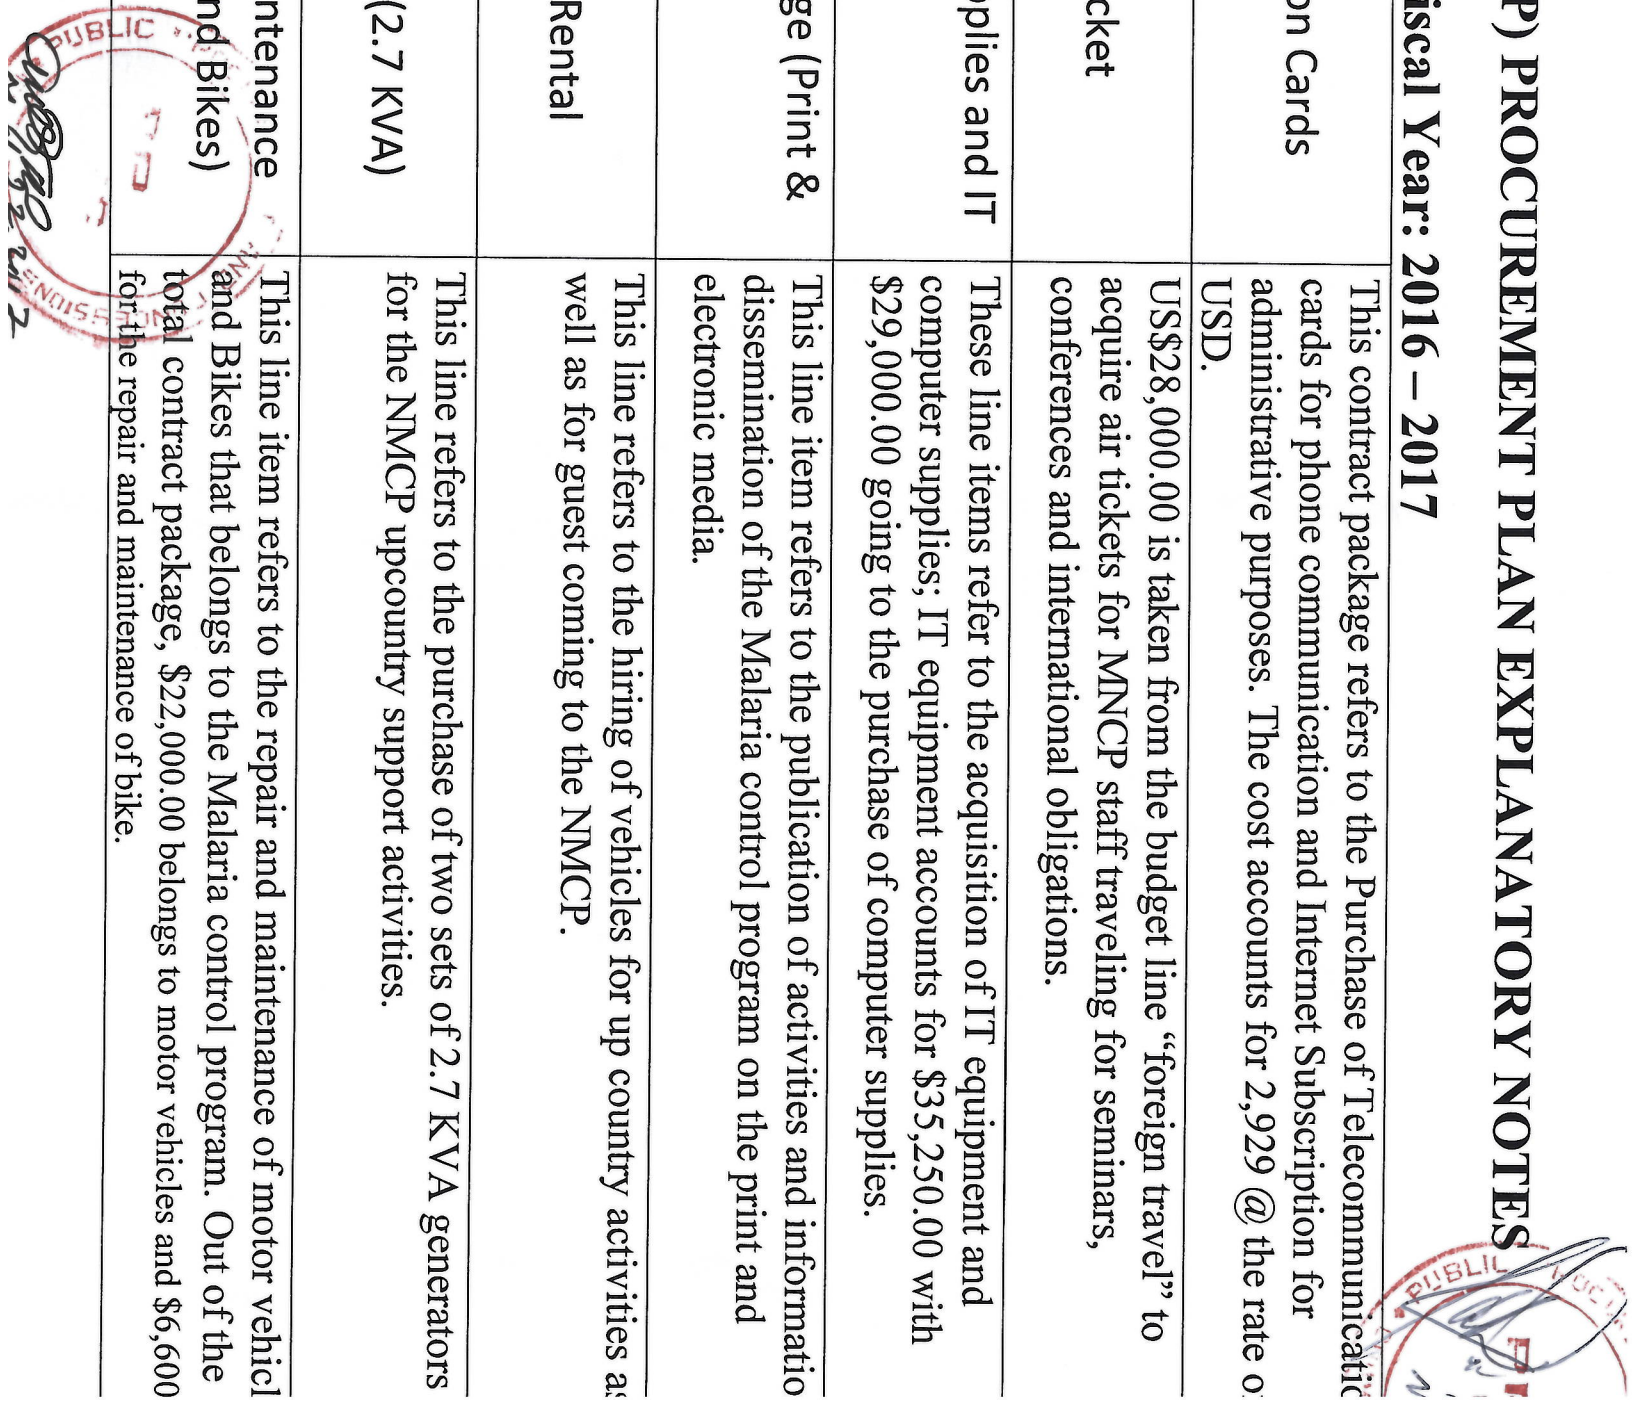 P) PROCUREMENT PLAN EXPLANATORY NOTES
iscal Year: 2016 – 2017
on Cards
This contract package refers to the Purchase of Telecommunicatio
cards for phone communication and Internet Subscription for
administrative purposes. The cost accounts for 2,929 @ the rate o
USD.
cket
US$28,000.00 is taken from the budget line “foreign travel” to
acquire air tickets for MNCP staff traveling for seminars,
conferences and international obligations.
pplies and IT
These line items refer to the acquisition of IT equipment and
computer supplies; IT equipment accounts for $35,250.00 with
$29,000.00 going to the purchase of computer supplies.
ge (Print &
This line item refers to the publication of activities and informatio
dissemination of the Malaria control program on the print and
electronic media.
Rental
This line refers to the hiring of vehicles for up country activities as
well as for guest coming to the NMCP.
(2.7 KVA)
This line refers to the purchase of two sets of 2.7 KVA generators
for the NMCP upcountry support activities.
ntenance
nd Bikes)
This line item refers to the repair and maintenance of motor vehicl
and Bikes that belongs to the Malaria control program. Out of the
total contract package, $22,000.00 belongs to motor vehicles and $6,600
for the repair and maintenance of bike.
PUBLIC
PUBLIC